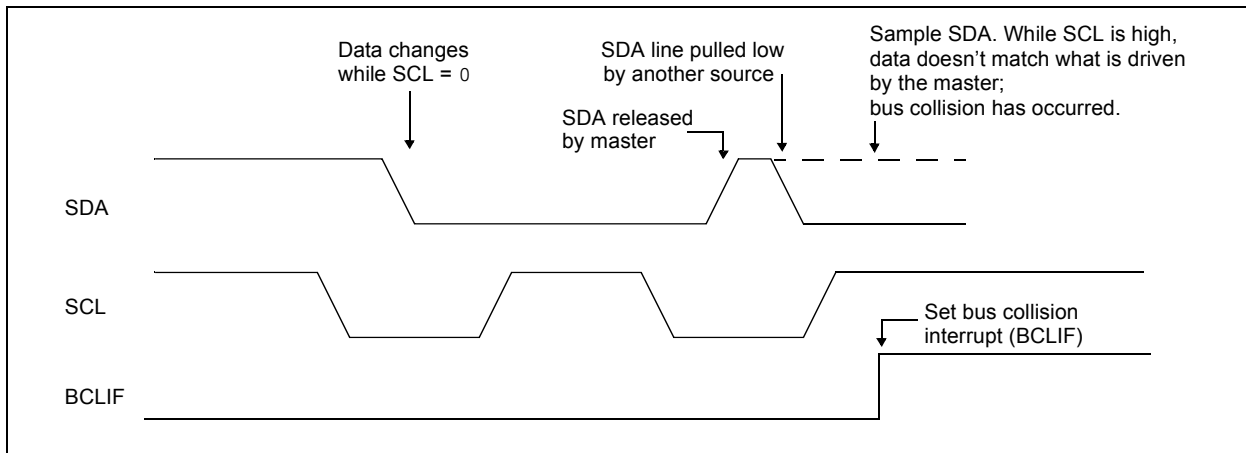 Data changes
while SCL = 0
SDA line pulled low
by another source
Sample SDA. While SCL is high,
data doesn’t match what is driven
by the master;
bus collision has occurred.
SDA released
by master
SDA
SCL
Set bus collision
interrupt (BCLIF)
BCLIF